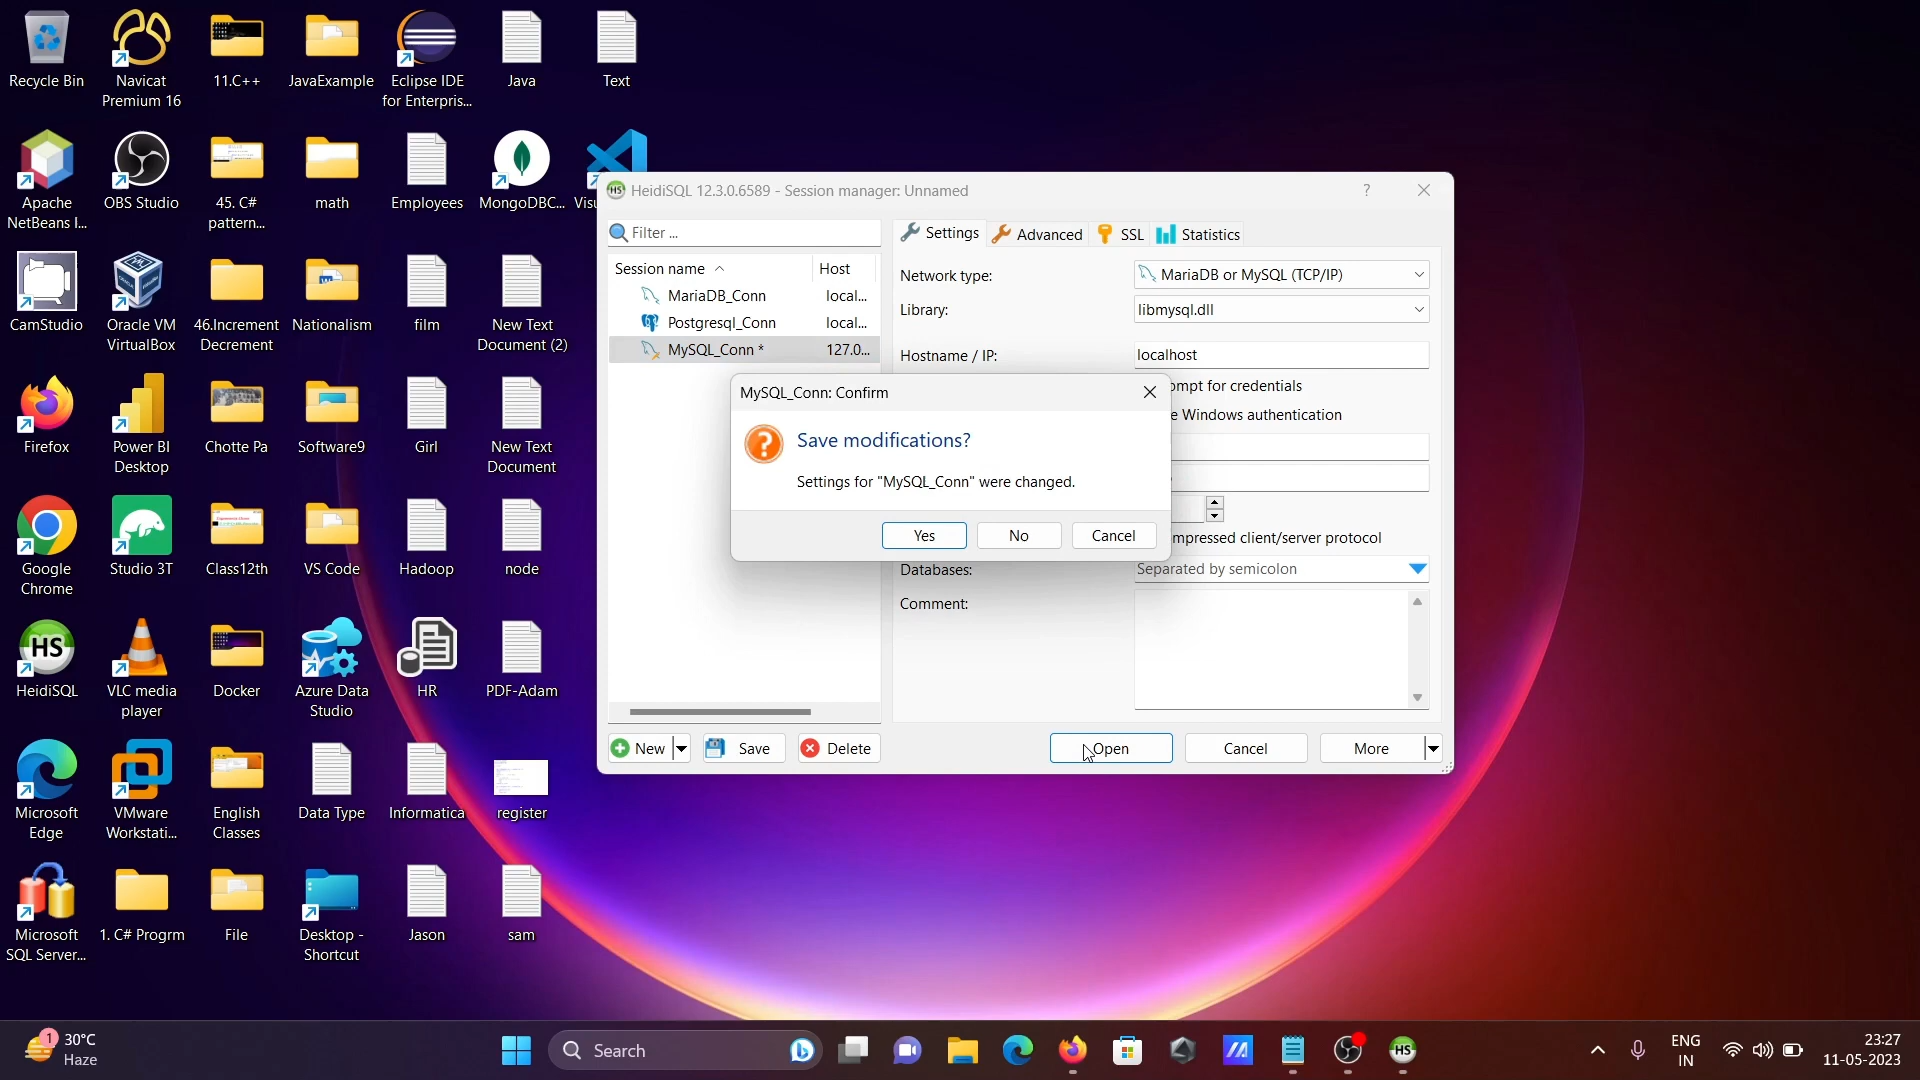 Recycle Bin
Navicat
Premium 16
11.C++
JavaExample
Eclipse IDE
for Enterpris...
Java
Text
Apache
NetBeans I...
OBS Studio
45. C#
pattern...
math
Employees
MongoDBC...
CamStudio
Oracle VM
VirtualBox
46.Increment
Decrement
Nationalism
film
New Text
Document (2)
Firefox
Power BI
Desktop
Chotte Pa
Software9
Girl
New Text
Document
Google
Chrome
Studio 3T
Class12th
VS Code
Hadoop
node
HS
HeidiSQL
VLC media
player
Docker
Azure Data
Studio
HR
PDF-Adam
Microsoft
Edge
VMware
Workstati...
English
Classes
Data Type
Informatica
register
Microsoft
SQL Server...
1. C# Progrm
File
Desktop -
Shortcut
Jason
sam
HS HeidiSQL 12.3.0.6589 - Session manager: Unnamed
?
Filter ...
Session name
Host
MariaDB_Conn
local...
Postgresql_Conn
local...
MySQL_Conn *
127.0...
Settings
Advanced
SSL
Statistics
Network type:
MariaDB or MySQL (TCP/IP)
Library:
libmysql.dll
Hostname / IP:
localhost
for credentials
Windows authentication
client/server protocol
Databases:
Separated by semicolon
Comment:
New
Save
Delete
Open
Cancel
More
MySQL_Conn: Confirm
?
Save modifications?
Settings for "MySQL_Conn" were changed.
Yes
No
Cancel
1
30°C
Haze
Search
HS
ENG
IN
23:27
11-05-2023